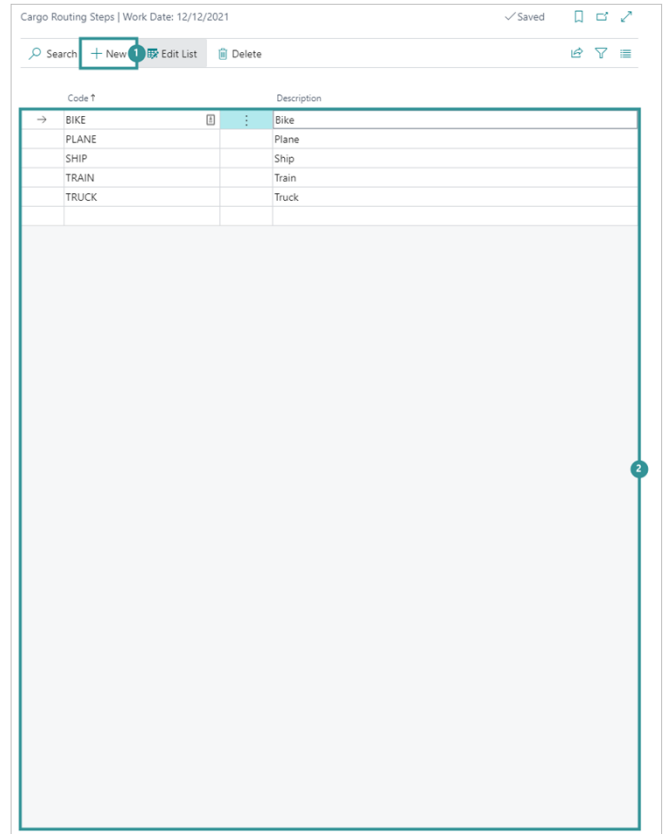 Cargo Routing Steps | Work Date: 12/12/2021 ✓Saved
Search + New 1 Edit List Delete
Code ↑ Description
→ BIKE Bike
PLANE Plane
SHIP Ship
TRAIN Train
TRUCK Truck
2